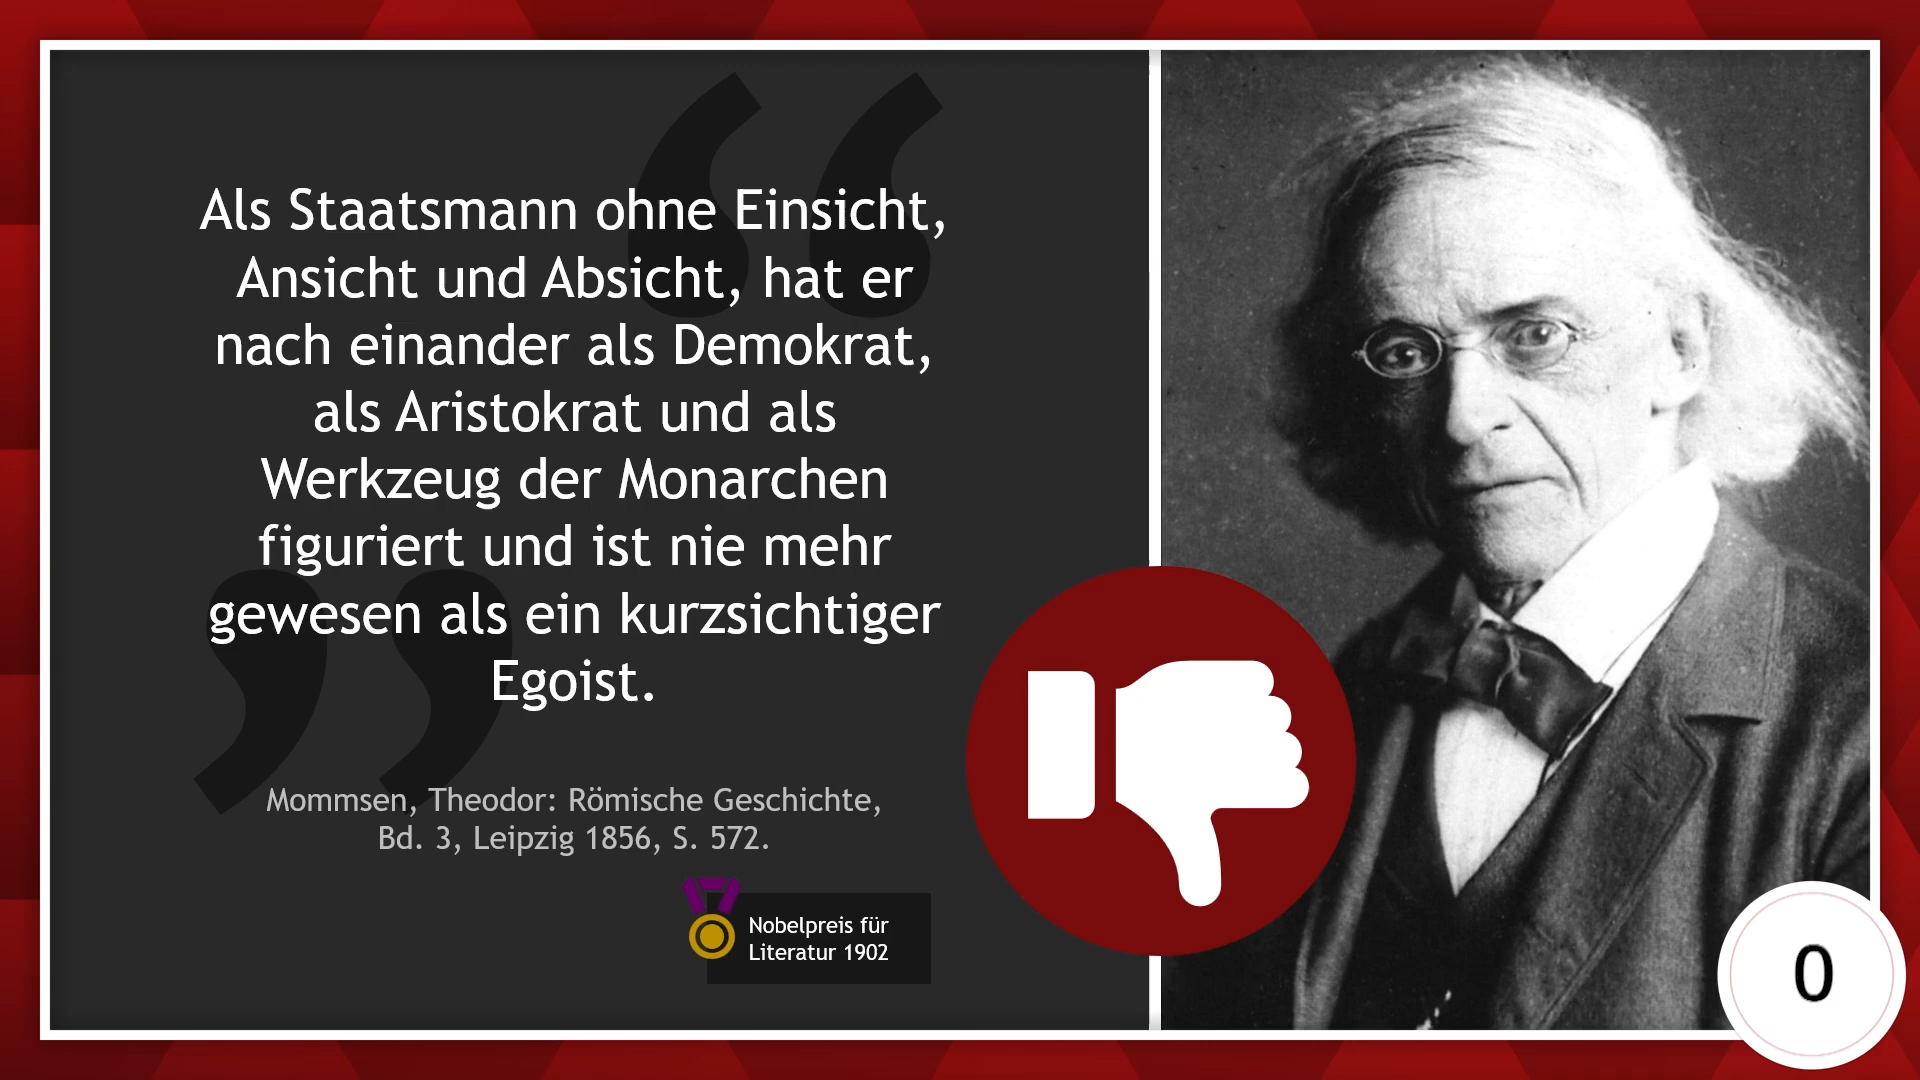 Als Staatsmann ohne Einsicht,
Ansicht und Absicht, hat er
nach einander als Demokrat,
als Aristokrat und als
Werkzeug der Monarchen
figuriert und ist nie mehr
gewesen als ein kurzsichtiger
Egoist.
Mommsen, Theodor: Römische Geschichte,
Bd. 3, Leipzig 1856, S. 572.
Nobelpreis für
Literatur 1902
0